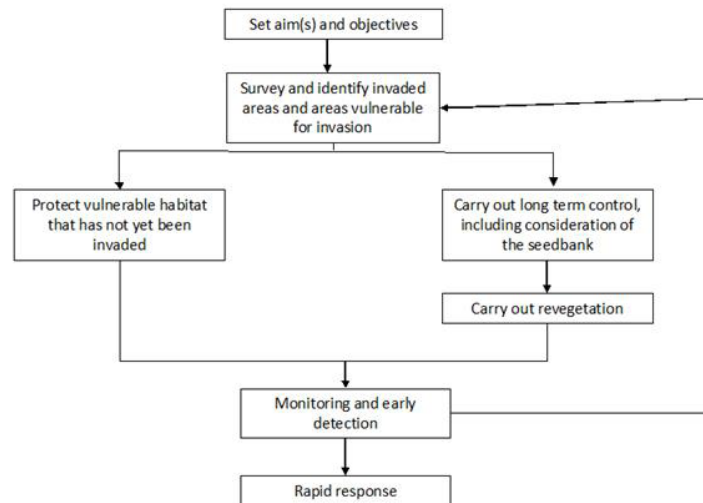 Set aim(s) and objectives
Survey and identify invaded
areas and areas vulnerable
for invasion
Protect vulnerable habitat
that has not yet been
invaded
Carry out long term control,
including consideration of
the seedbank
Carry out revegetation
Monitoring and early
detection
Rapid response